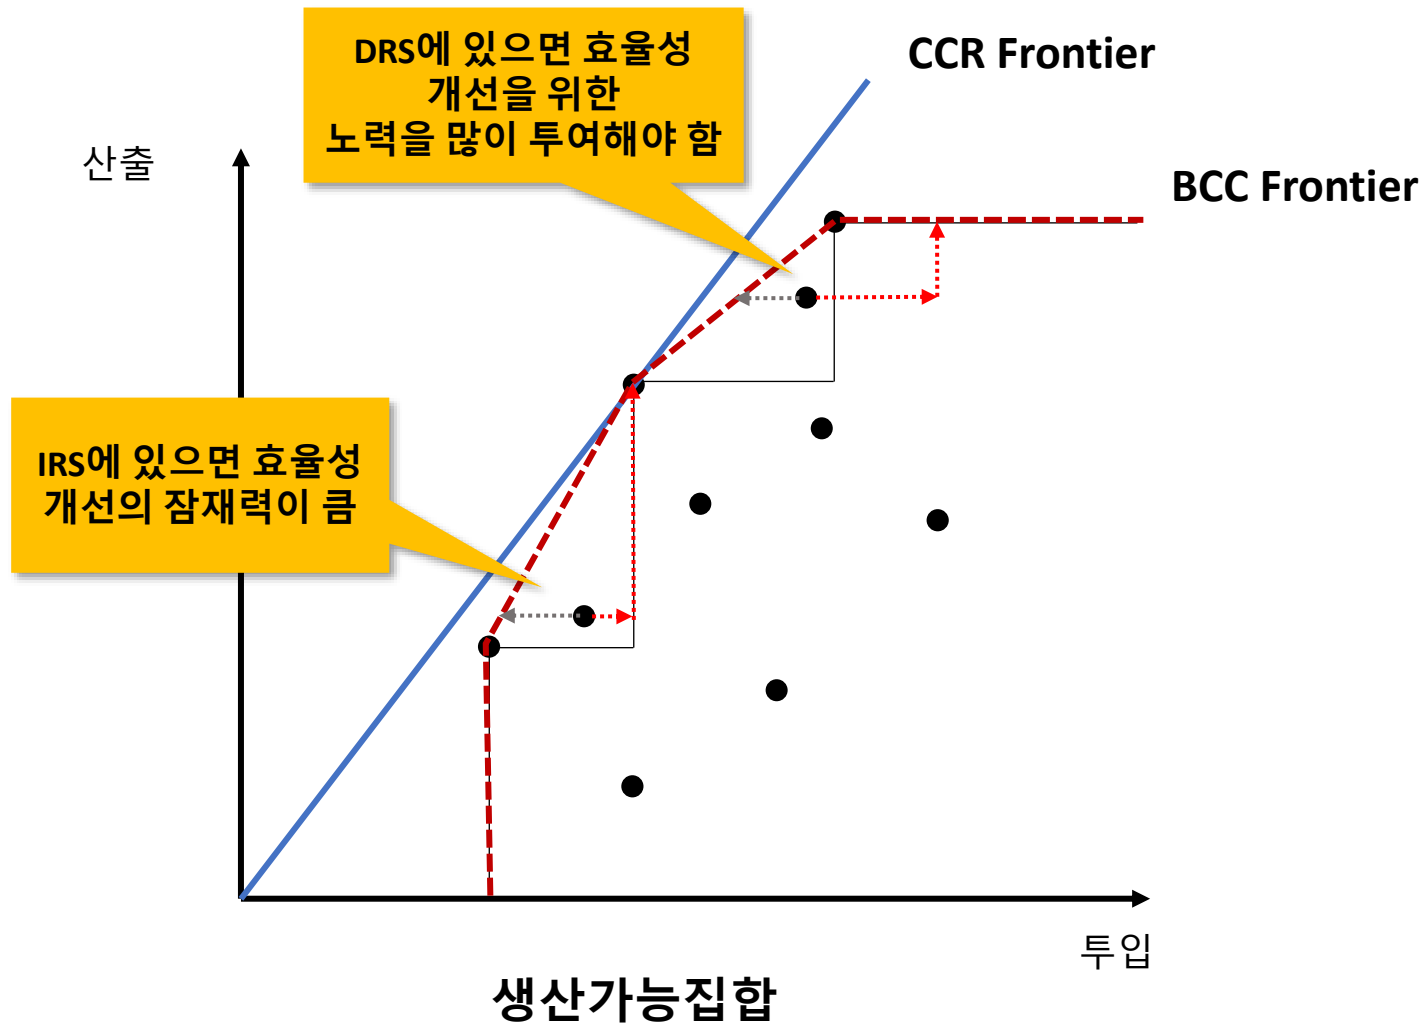 DRS에 있으면 효율성
개선을 위한
노력을 많이 투여해야 함
CCR Frontier
산출
BCC Frontier
IRS에 있으면 효율성
개선의 잠재력이 큼
투입
생산가능집합